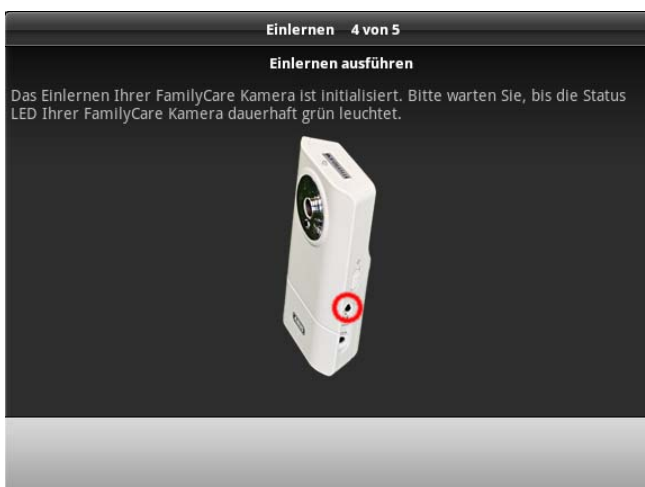 Einlernen 4 von 5
Einlernen ausführen
Das Einlernen Ihrer FamilyCare Kamera ist initialisiert. Bitte warten Sie, bis die Status
LED Ihrer FamilyCare Kamera dauerhaft grün leuchtet.